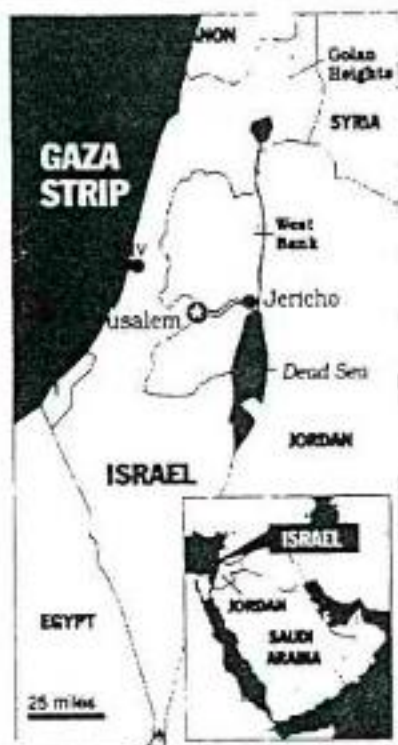 NON
Golan
Heights
SYRIA
GAZA
STRIP
West
Bank
v
usalem
Jericho
Dead Sea
JORDAN
ISRAEL
ISRAEL
JORDAN
SAUDI
ARABIA
EGYPT
25 miles